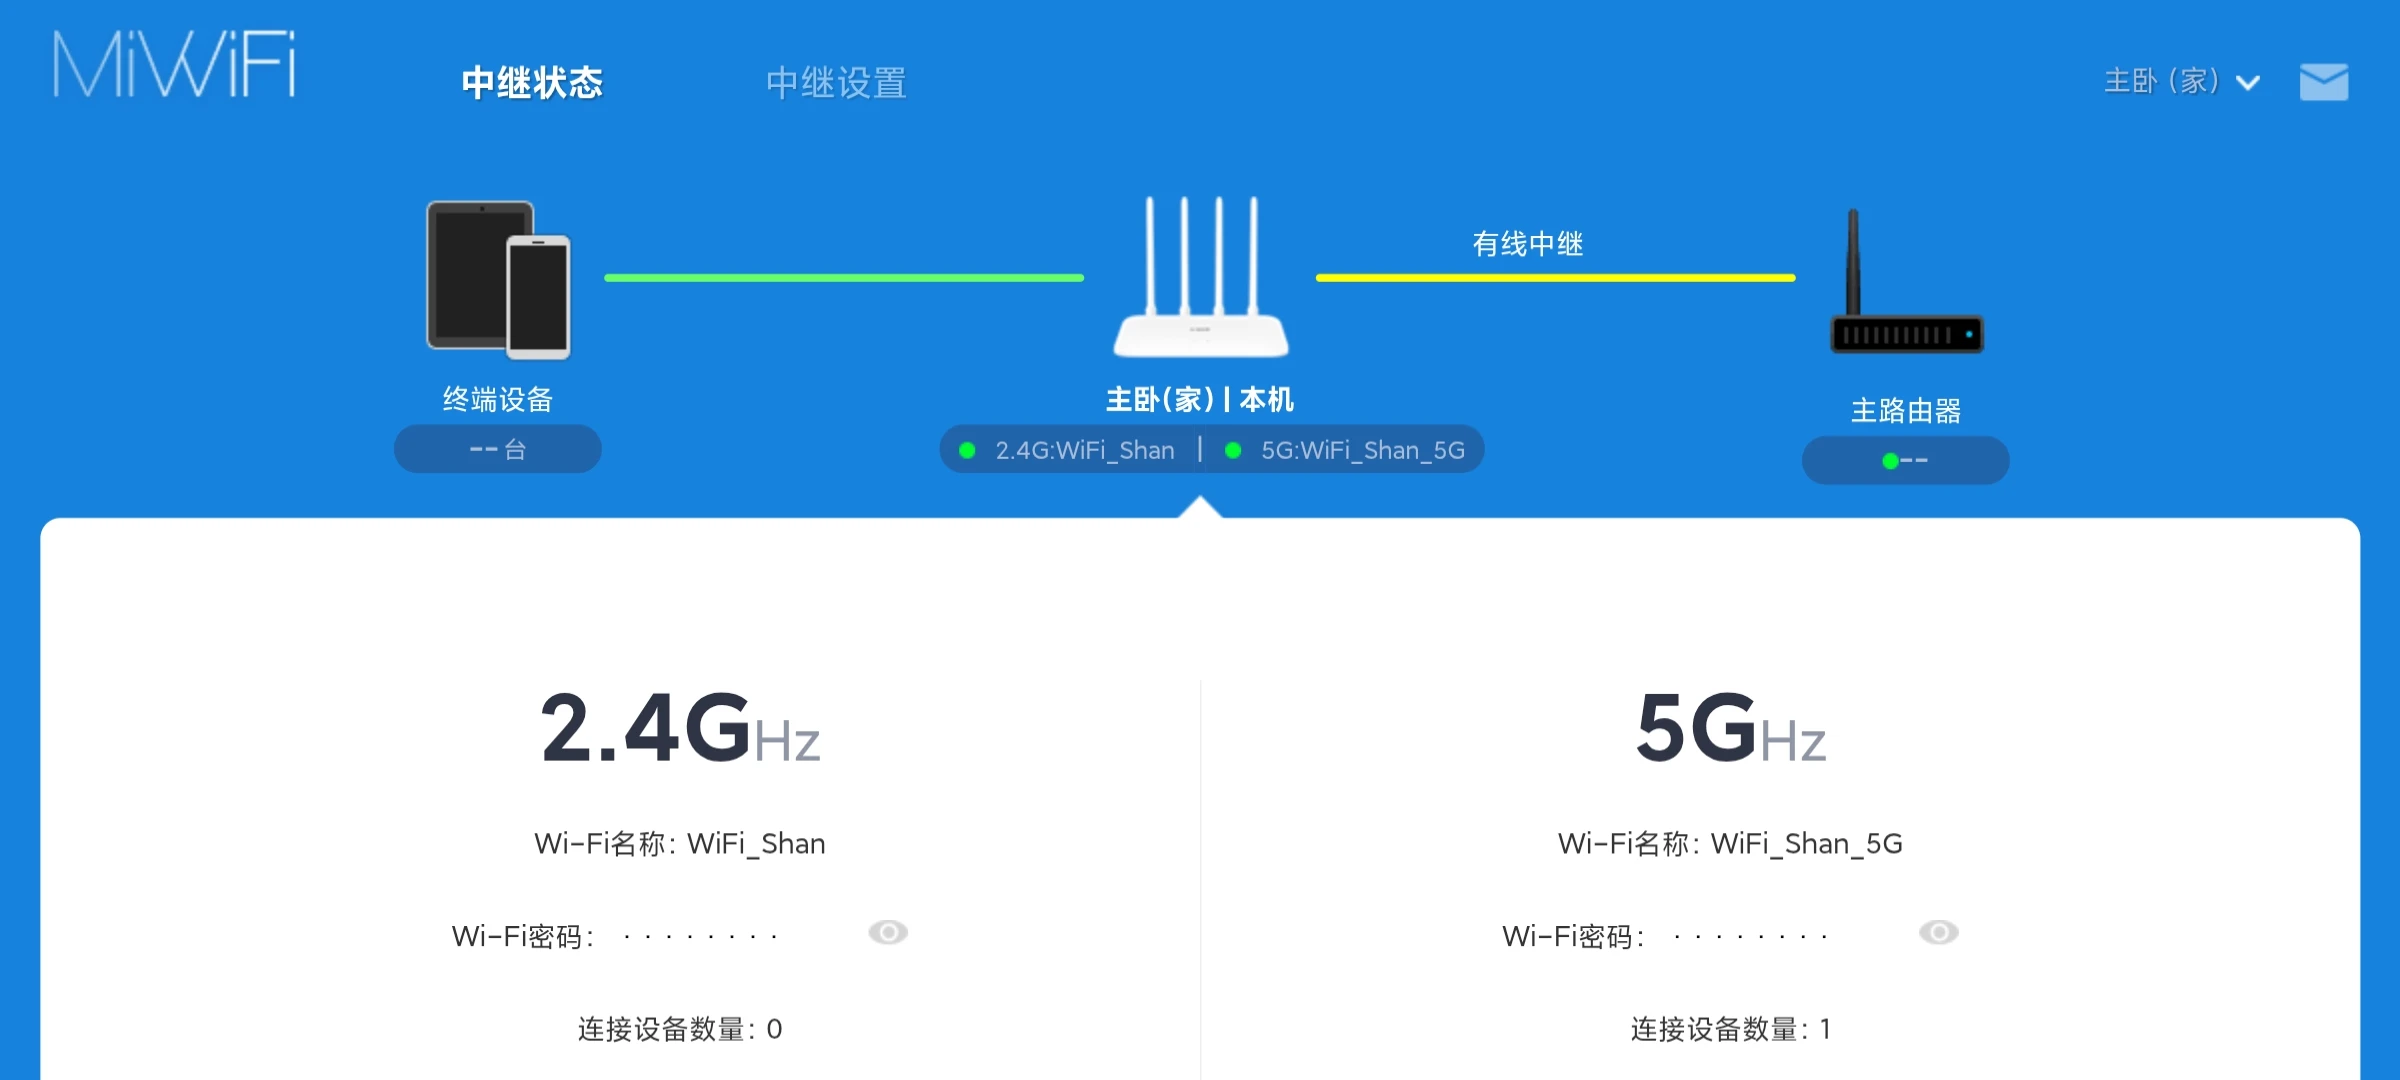 MiWiFi
中继状态
中继设置
主卧（家）
有线中继
终端设备
-- 台
主卧（家）| 本机
2.4G:WiFi_Shan | 5G:WiFi_Shan_5G
主路由器
--
2.4GHz
Wi-Fi名称：WiFi_Shan
Wi-Fi密码：········
连接设备数量：0
5GHz
Wi-Fi名称：WiFi_Shan_5G
Wi-Fi密码：········
连接设备数量：1